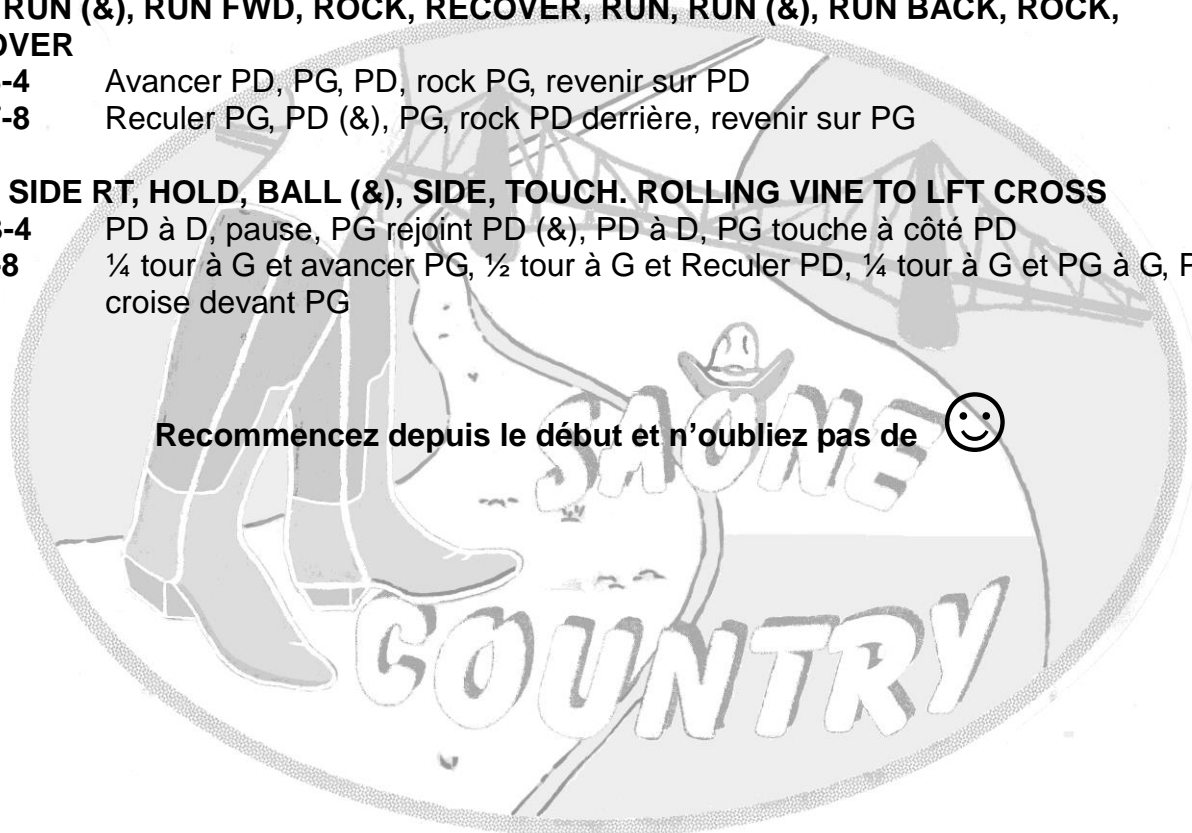 RUN (&), RUN FWD, ROCK, RECOVER, RUN, RUN (&), RUN BACK, ROCK,
OVER
-4 Avancer PD, PG, PD, rock PG, revenir sur PD
-8 Reculer PG, PD (&), PG, rock PD derrière, revenir sur PG
SIDE RT, HOLD, BALL (&), SIDE, TOUCH. ROLLING VINE TO LFT CROSS
-4 PD à D, pause, PG rejoint PD (&), PD à D, PG touche à côté PD
-8 ¼ tour à G et avancer PG, ½ tour à G et Reculer PD, ¼ tour à G et PG à G,
croise devant PG
Recommencez depuis le début et n’oubliez pas de
SAONE
COUNTRY